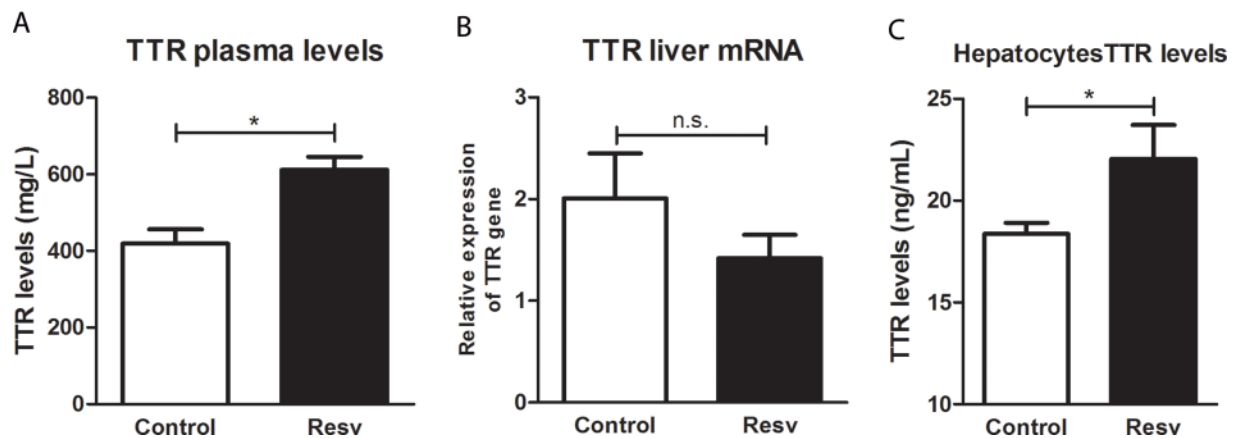 A
TTR plasma levels
TTR levels (mg/L)
800
600
400
200
0
*
Control
Resv
B
TTR liver mRNA
Relative expression
of TTR gene
3
2
1
0
n.s.
Control
Resv
C
HepatocytesTTR levels
TTR levels (ng/mL)
25
20
15
10
*
Control
Resv